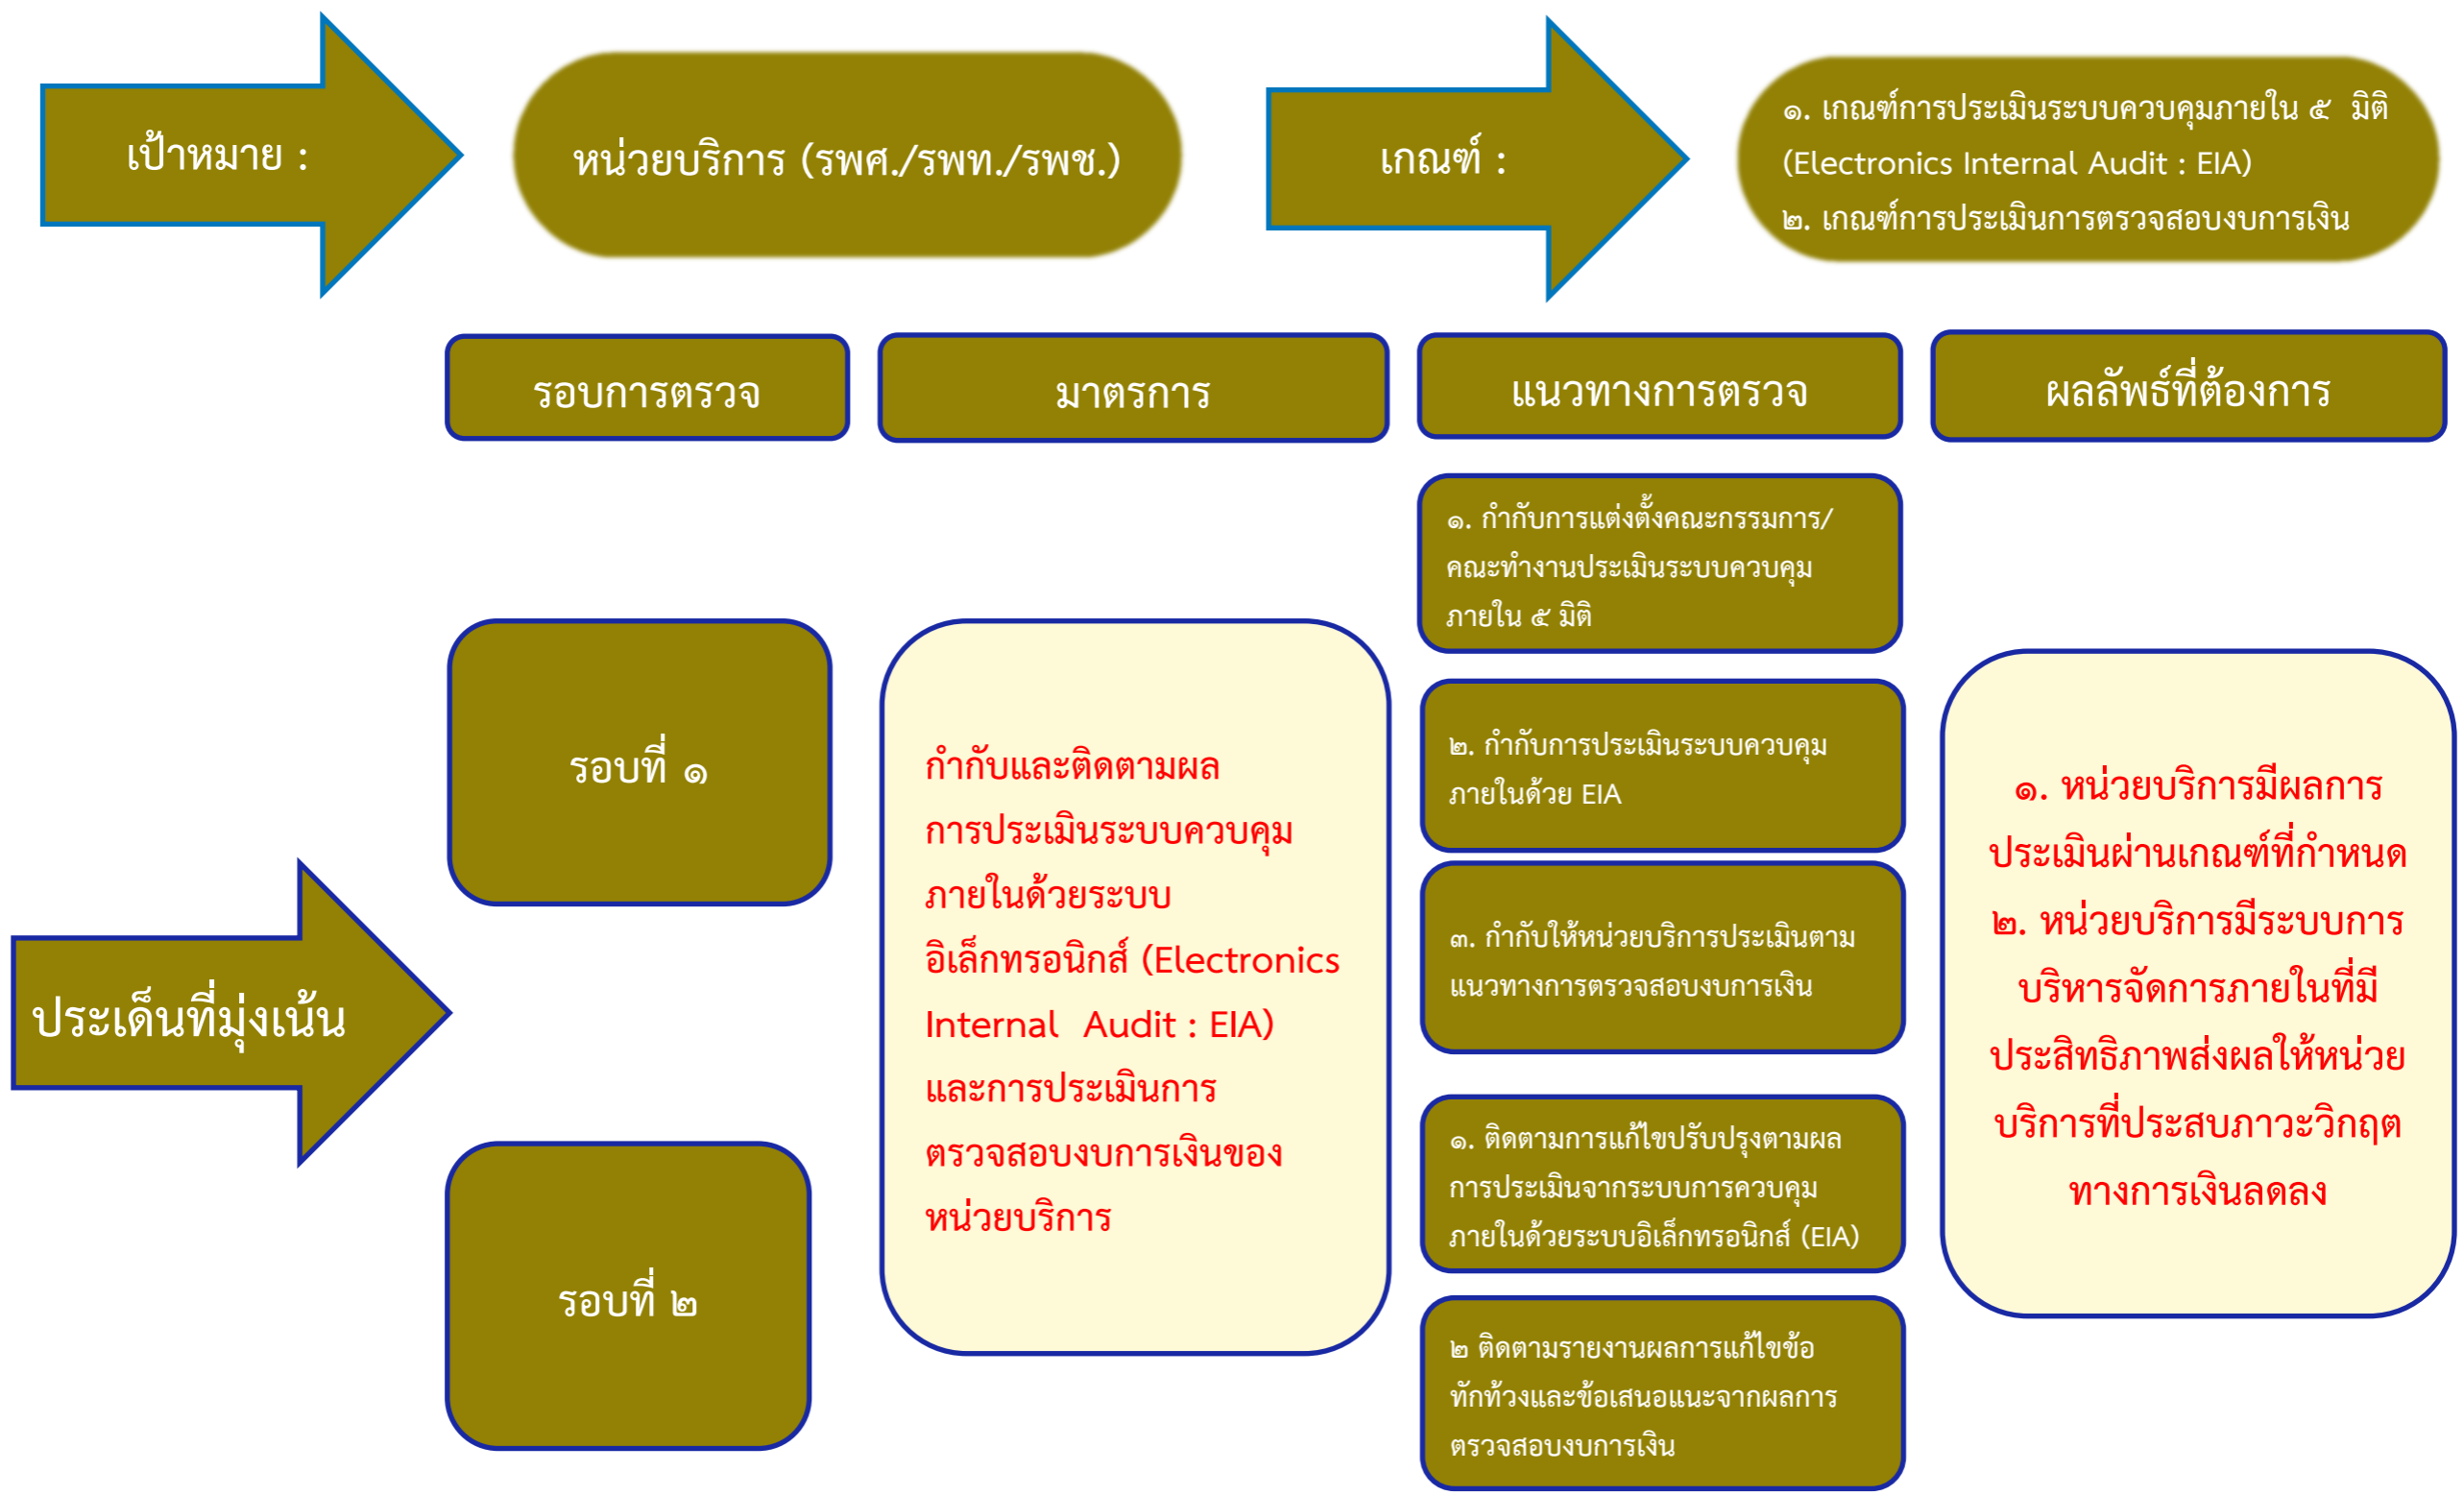 เป้าหมาย :
หน่วยบริการ (รพศ./รพท./รพช.)
เกณฑ์ :
๑. เกณฑ์การประเมินระบบควบคุมภายใน ๕ มิติ
(Electronics Internal Audit : EIA)
๒. เกณฑ์การประเมินการตรวจสอบงบการเงิน
รอบการตรวจ
มาตรการ
แนวทางการตรวจ
ผลลัพธ์ที่ต้องการ
ประเด็นที่มุ่งเน้น
รอบที่ ๑
รอบที่ ๒
กำกับและติดตามผล
การประเมินระบบควบคุม
ภายในด้วยระบบ
อิเล็กทรอนิกส์ (Electronics
Internal Audit : EIA)
และการประเมินการ
ตรวจสอบงบการเงินของ
หน่วยบริการ
๑. กำกับการแต่งตั้งคณะกรรมการ/
คณะทำงานประเมินระบบควบคุม
ภายใน ๕ มิติ
๒. กำกับการประเมินระบบควบคุม
ภายในด้วย EIA
๓. กำกับให้หน่วยบริการประเมินตาม
แนวทางการตรวจสอบงบการเงิน
๑. ติดตามการแก้ไขปรับปรุงตามผล
การประเมินจากระบบการควบคุม
ภายในด้วยระบบอิเล็กทรอนิกส์ (EIA)
๒ ติดตามรายงานผลการแก้ไขข้อ
ทักท้วงและข้อเสนอแนะจากผลการ
ตรวจสอบงบการเงิน
๑. หน่วยบริการมีผลการ
ประเมินผ่านเกณฑ์ที่กำหนด
๒. หน่วยบริการมีระบบการ
บริหารจัดการภายในที่มี
ประสิทธิภาพส่งผลให้หน่วย
บริการที่ประสบภาวะวิกฤต
ทางการเงินลดลง